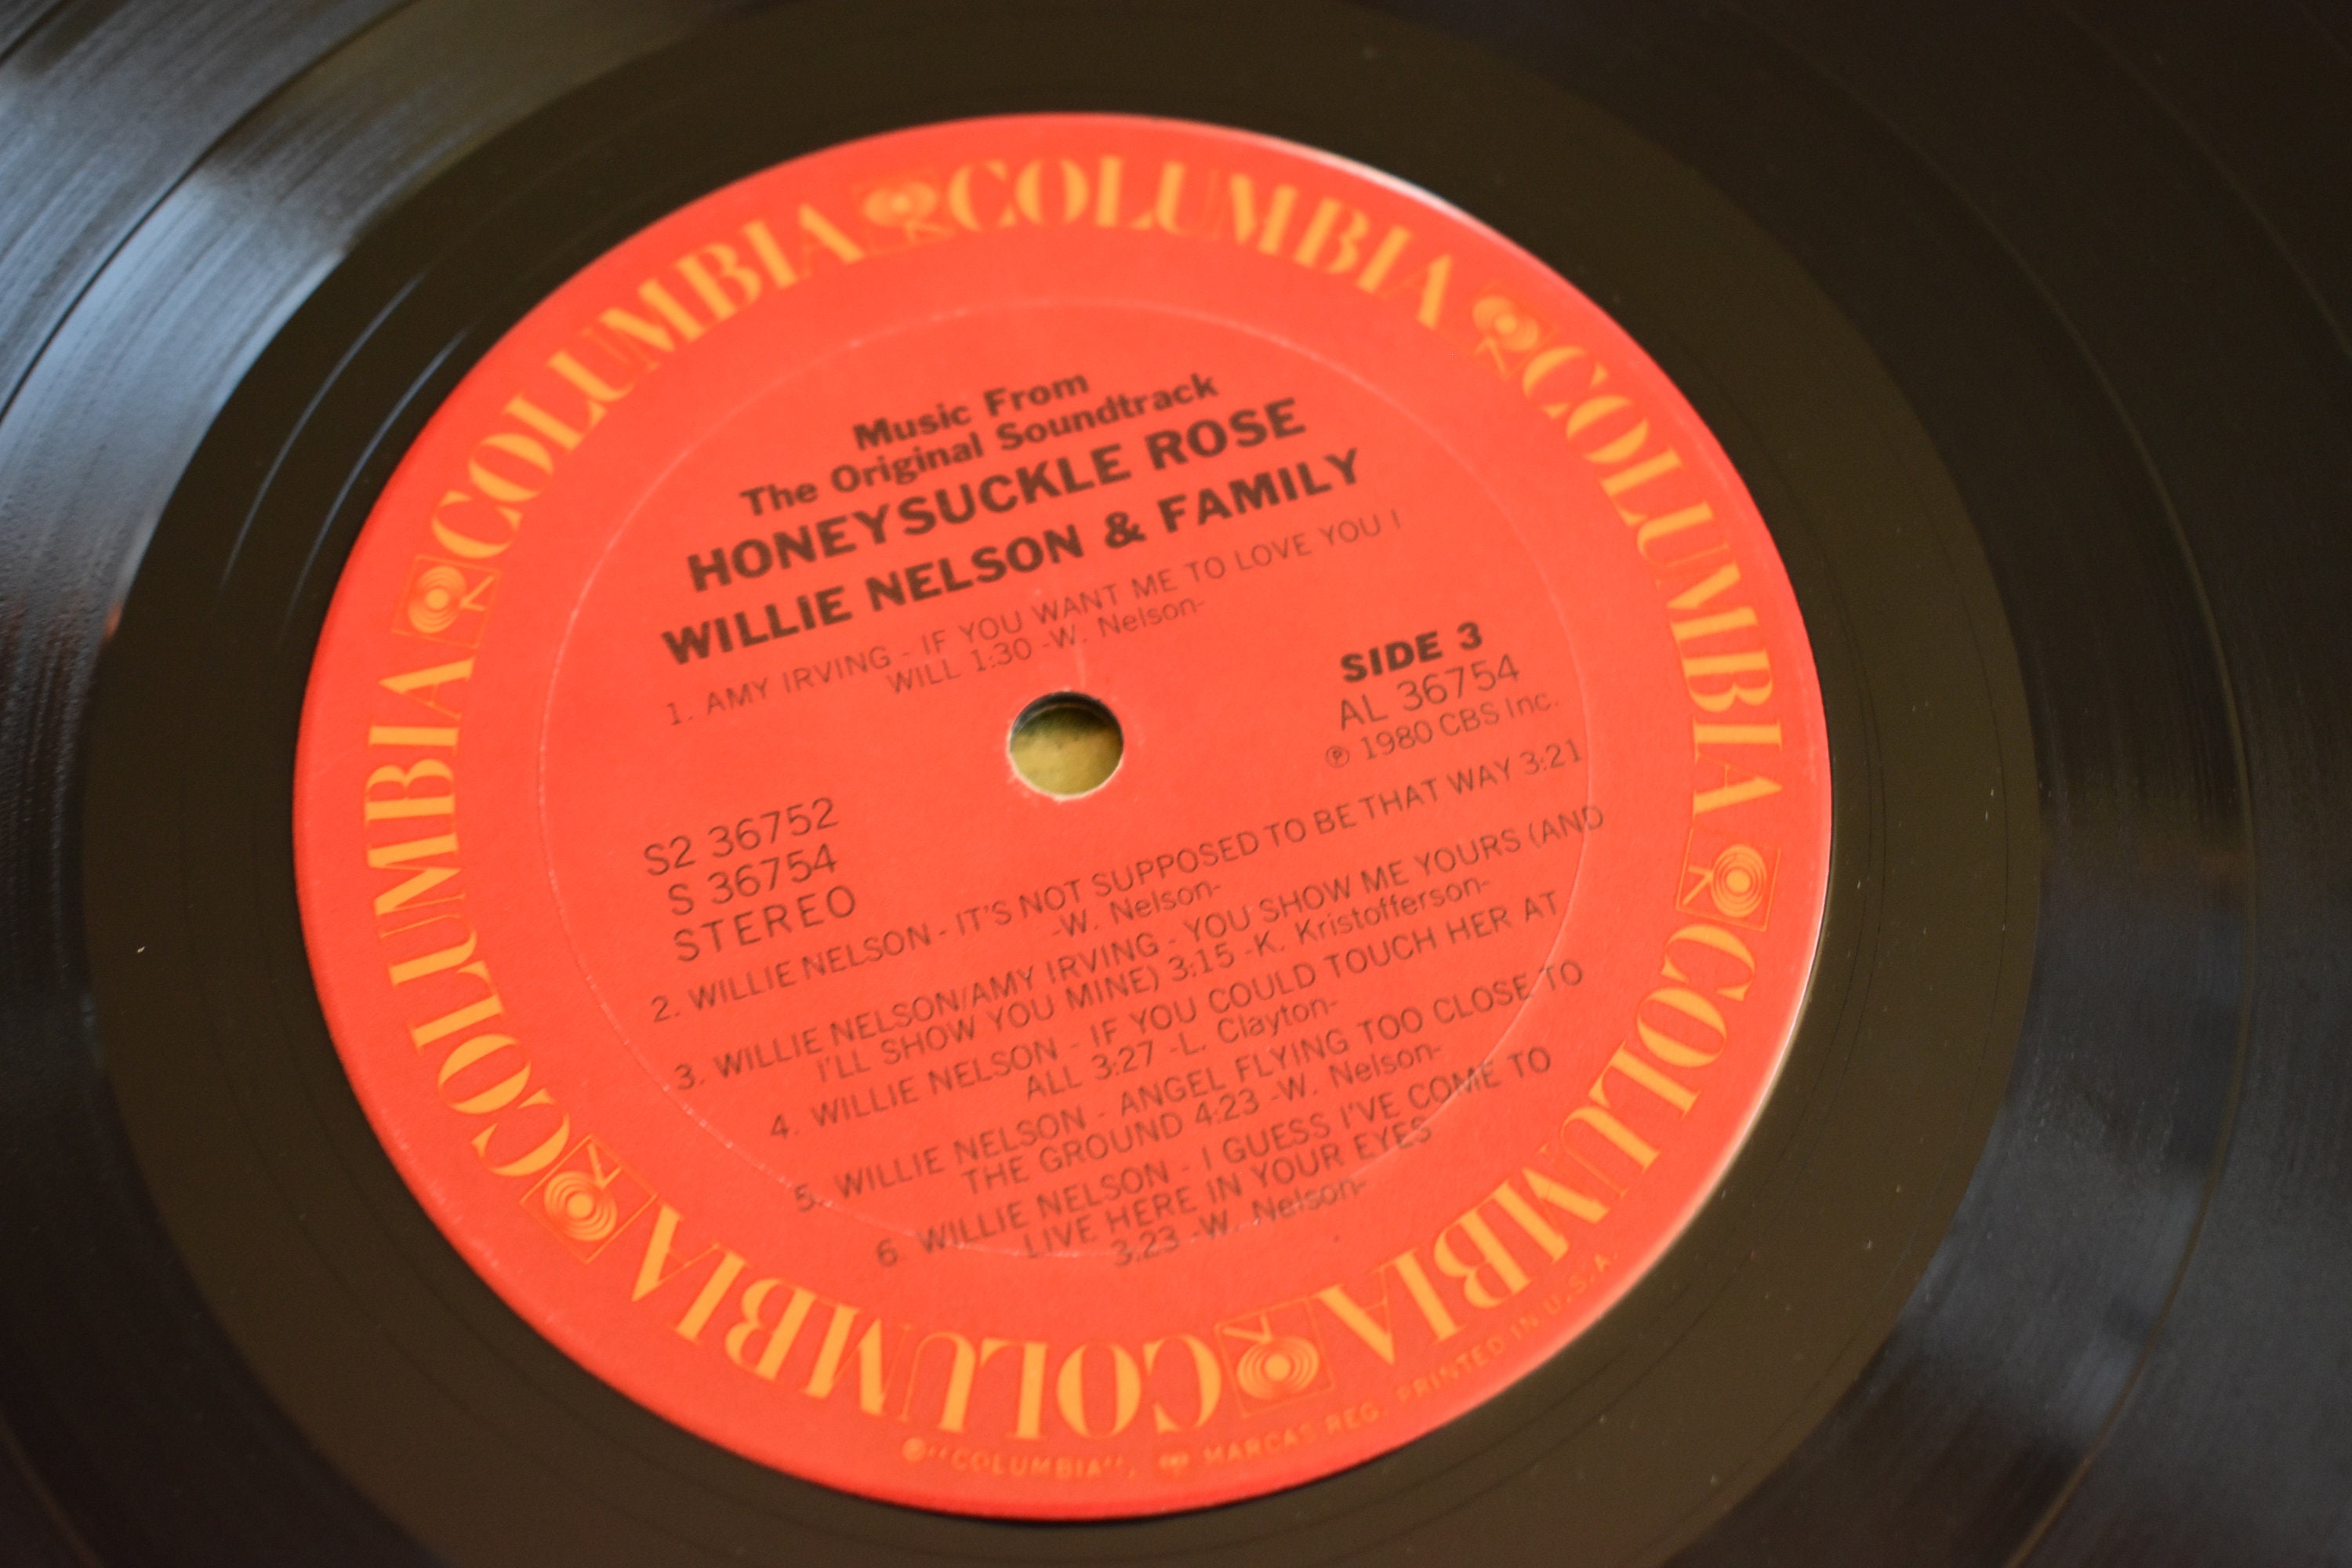 COLUMBIA COLUMBIA COLUMBIA COLUMBIA COLUMBIA COLUMBIA
Music From
The Original Soundtrack
HONEYSUCKLE ROSE
WILLIE NELSON & FAMILY
1. AMY IRVING - IF YOU WANT ME TO LOVE YOU I
WILL 1:30 -W. Nelson-
SIDE 3
AL 36754
℗ 1980 CBS Inc.
S2 36752
S 36754
STEREO
2. WILLIE NELSON - IT'S NOT SUPPOSED TO BE THAT WAY 3:21
-W. Nelson-
3. WILLIE NELSON/AMY IRVING - YOU SHOW ME YOURS (AND
I'LL SHOW YOU MINE) 3:15 -K. Kristofferson-
4. WILLIE NELSON - IF YOU COULD TOUCH HER AT
ALL 3:27 -L. Clayton-
5. WILLIE NELSON - ANGEL FLYING TOO CLOSE TO
THE GROUND 4:23 -W. Nelson-
6. WILLIE NELSON - I GUESS I'VE COME TO
LIVE HERE IN YOUR EYES
3:23 -W. Nelson-
"COLUMBIA", MARCAS REG. PRINTED IN U.S.A.